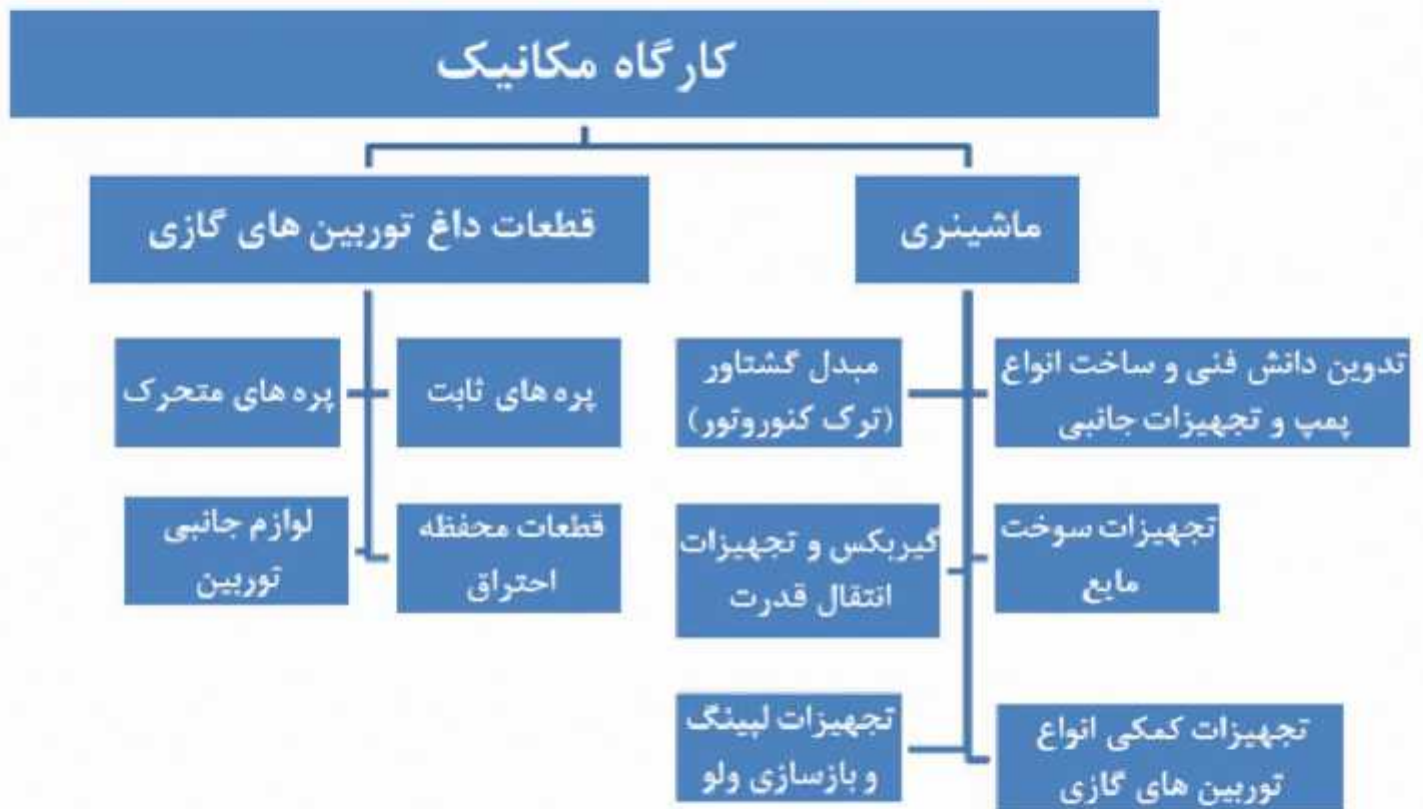 کارگاه مکانیک
ماشینری
قطعات داغ توربین های گازی
تدوین دانش فنی و ساخت انواع
پمپ و تجهیزات جانبی
مبدل گشتاور
(ترک کنوروتور)
پره های ثابت
پره های متحرک
تجهیزات سوخت
مایع
گیربکس و تجهیزات
انتقال قدرت
قطعات محفظه
احتراق
لوازم جانبی
توربین
تجهیزات کمکی انواع
توربین های گازی
تجهیزات لپینگ
و بازسازی ولو